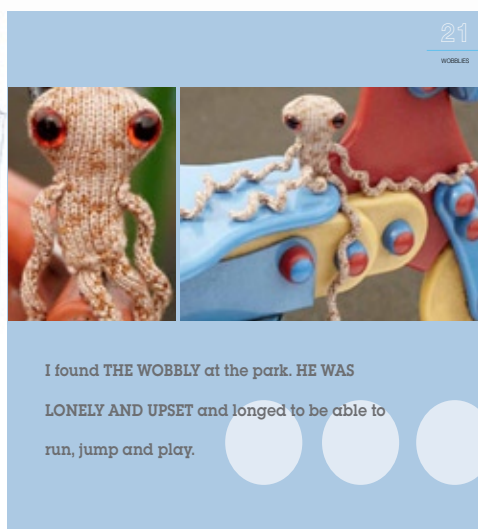 21
WOBBLIES
I found THE WOBBLY at the park. HE WAS
LONELY AND UPSET and longed to be able to
run, jump and play.